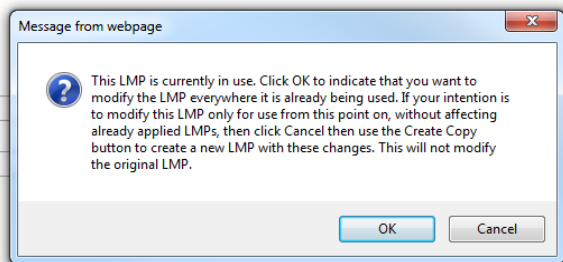 Message from webpage
This LMP is currently in use. Click OK to indicate that you want to
modify the LMP everywhere it is already being used. If your intention is
to modify this LMP only for use from this point on, without affecting
already applied LMPs, then click Cancel then use the Create Copy
button to create a new LMP with these changes. This will not modify
the original LMP.
OK
Cancel